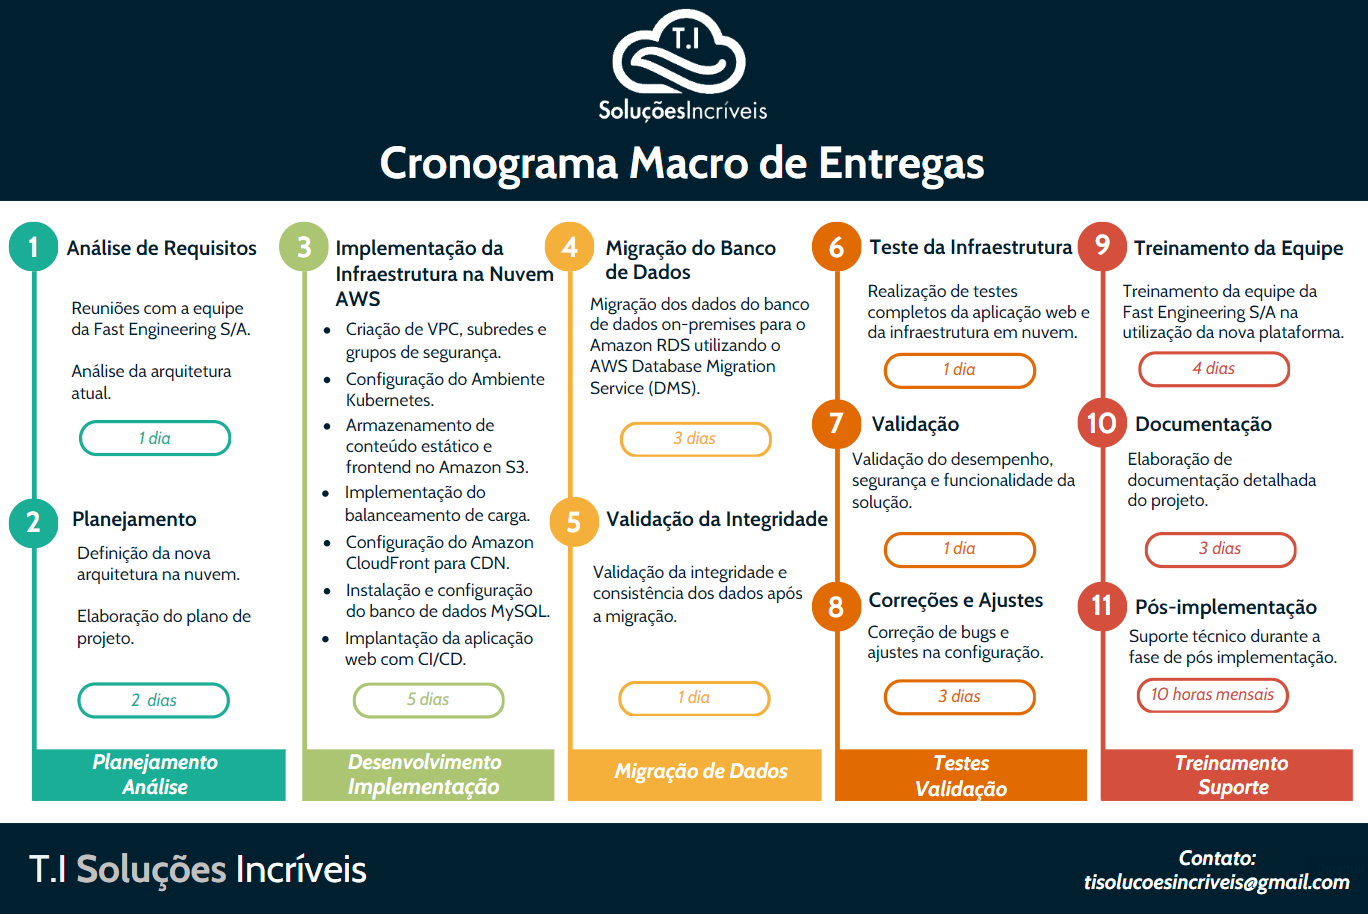 T.I
SoluçõesIncríveis
Cronograma Macro de Entregas
1
Análise de Requisitos
Reuniões com a equipe
da Fast Engineering S/A.
Análise da arquitetura
atual.
1 dia
2
Planejamento
Definição da nova
arquitetura na nuvem.
Elaboração do plano de
projeto.
2 dias
Planejamento
Análise
3
Implementação da
Infraestrutura na Nuvem
AWS
• Criação de VPC, subredes e
grupos de segurança.
• Configuração do Ambiente
Kubernetes.
• Armazenamento de
conteúdo estático e
frontend no Amazon S3.
• Implementação do
balanceamento de carga.
• Configuração do Amazon
CloudFront para CDN.
• Instalação e configuração
do banco de dados MySQL.
• Implantação da aplicação
web com CI/CD.
5 dias
Desenvolvimento
Implementação
4
Migração do Banco
de Dados
Migração dos dados do banco
de dados on-premises para o
Amazon RDS utilizando o
AWS Database Migration
Service (DMS).
3 dias
5
Validação da Integridade
Validação da integridade e
consistência dos dados após
a migração.
1 dia
Migração de Dados
6
Teste da Infraestrutura
Realização de testes
completos da aplicação web e
da infraestrutura em nuvem.
1 dia
7
Validação
Validação do desempenho,
segurança e funcionalidade da
solução.
1 dia
8
Correções e Ajustes
Correção de bugs e
ajustes na configuração.
3 dias
Testes
Validação
9
Treinamento da Equipe
Treinamento da equipe da
Fast Engineering S/A na
utilização da nova plataforma.
4 dias
10
Documentação
Elaboração de
documentação detalhada
do projeto.
3 dias
11
Pós-implementação
Suporte técnico durante a
fase de pós implementação.
10 horas mensais
Treinamento
Suporte
T.I Soluções Incríveis
Contato:
tisolucoesincriveis@gmail.com